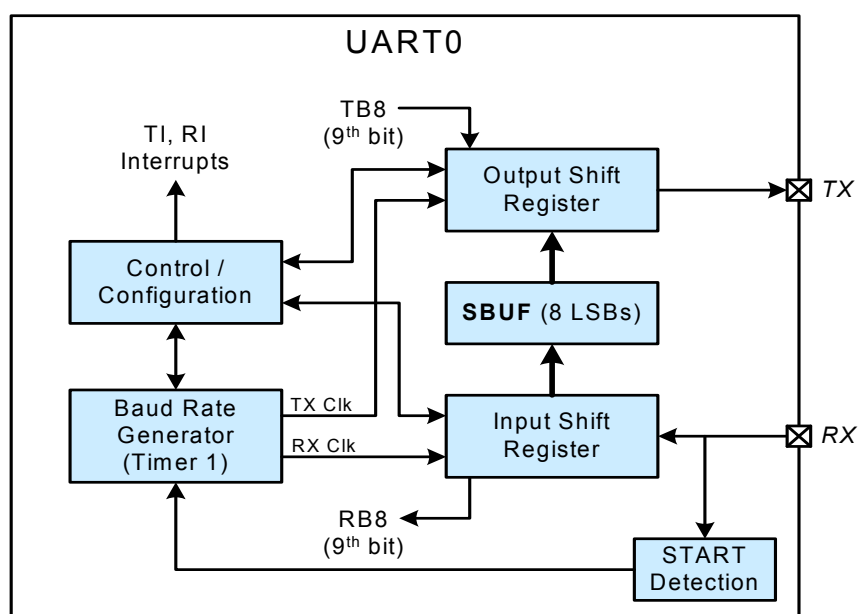 UART0
TB8
(9th bit)
TI, RI
Interrupts
Output Shift
Register
TX
Control /
Configuration
SBUF (8 LSBs)
Baud Rate
Generator
(Timer 1)
TX Clk
RX Clk
Input Shift
Register
RX
RB8
(9th bit)
START
Detection